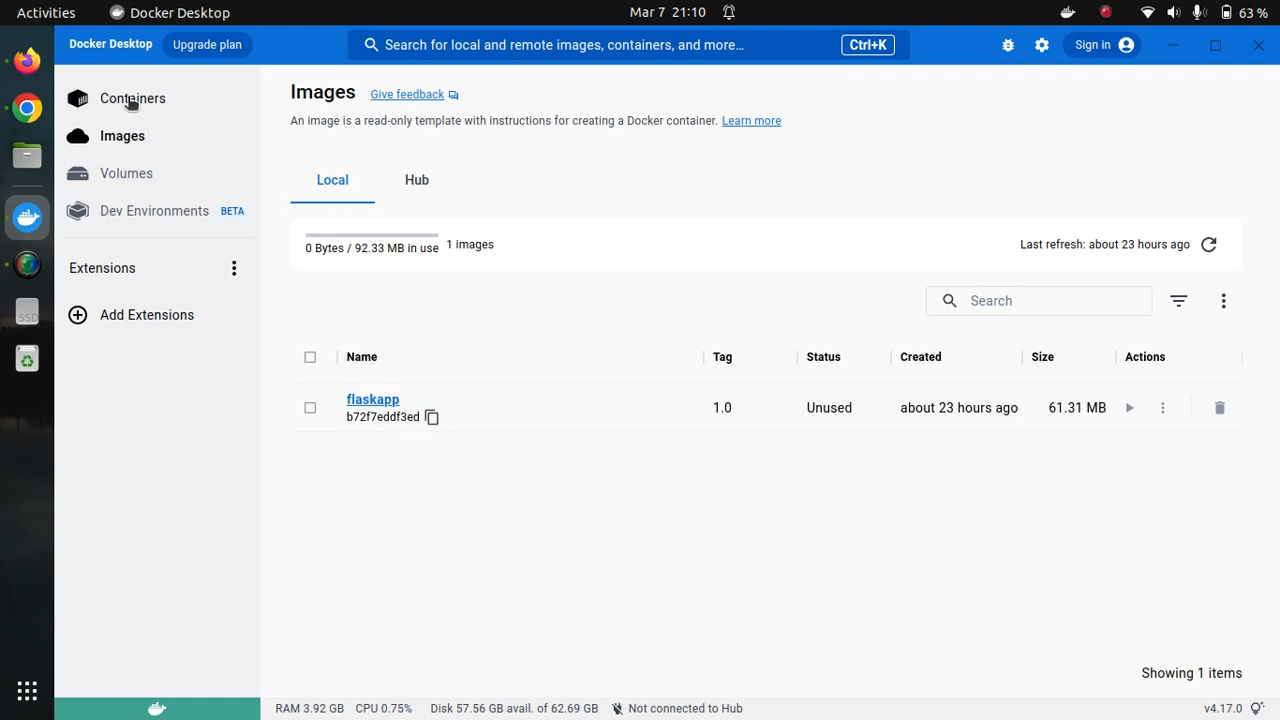 Activities Docker Desktop Mar 7 21:10 63 %
Docker Desktop Upgrade plan Search for local and remote images, containers, and more... Ctrl+K Sign in
Containers
Images
Volumes
Dev Environments BETA
Extensions
Add Extensions
SSD
Images Give feedback
An image is a read-only template with instructions for creating a Docker container. Learn more
Local Hub
0 Bytes / 92.33 MB in use 1 images Last refresh: about 23 hours ago
Search
Name Tag Status Created Size Actions
flaskapp 1.0 Unused about 23 hours ago 61.31 MB
b72f7eddf3ed
Showing 1 items
RAM 3.92 GB CPU 0.75% Disk 57.56 GB avail. of 62.69 GB Not connected to Hub v4.17.0